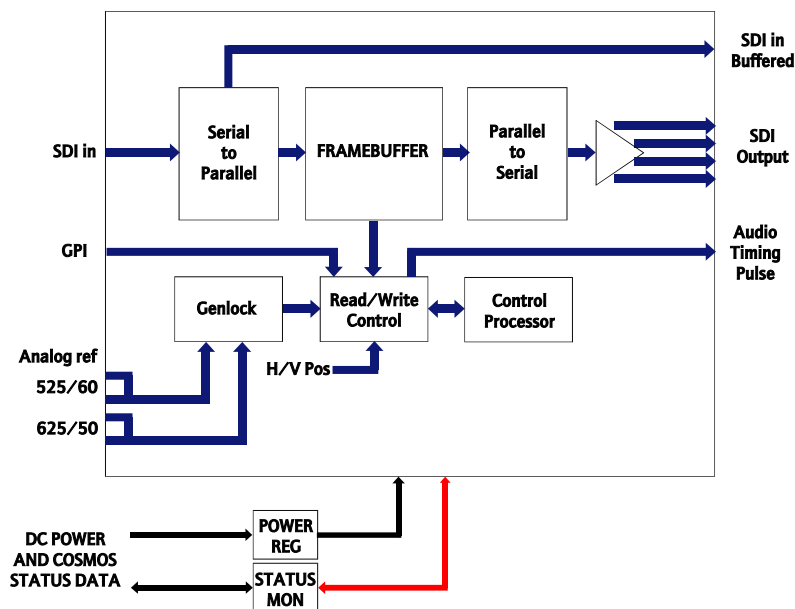 SDI in
Buffered
Serial
to
Parallel
FRAMEBUFFER
Parallel
to
Serial
SDI in
SDI
Output
GPI
Audio
Timing
Pulse
Genlock
Read/Write
Control
Control
Processor
Analog ref
525/60
H/V Pos
625/50
DC POWER
AND COSMOS
STATUS DATA
POWER
REG
STATUS
MON